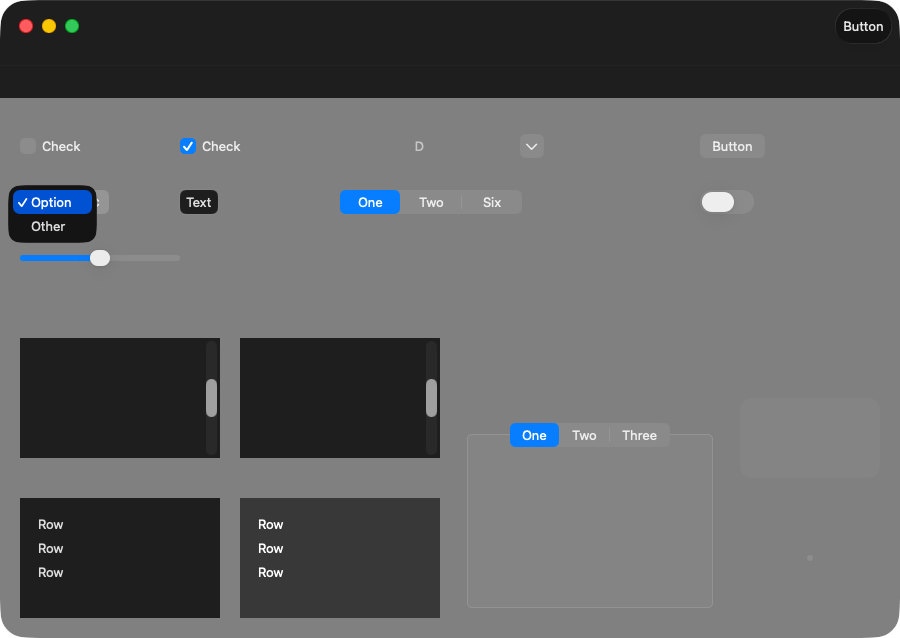 Button
Check
Check
D
Button
Option
Other
Text
One
Two
Six
One
Two
Three
Row
Row
Row
Row
Row
Row